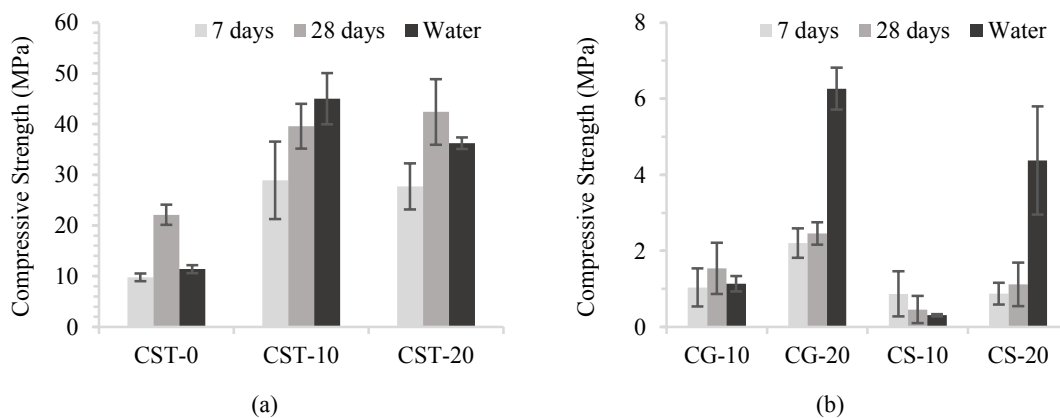 Compressive Strength (MPa)
60
50
40
30
20
10
0
7 days 28 days Water
CST-0 CST-10 CST-20
(a)
Compressive Strength (MPa)
8
6
4
2
0
7 days 28 days Water
CG-10 CG-20 CS-10 CS-20
(b)